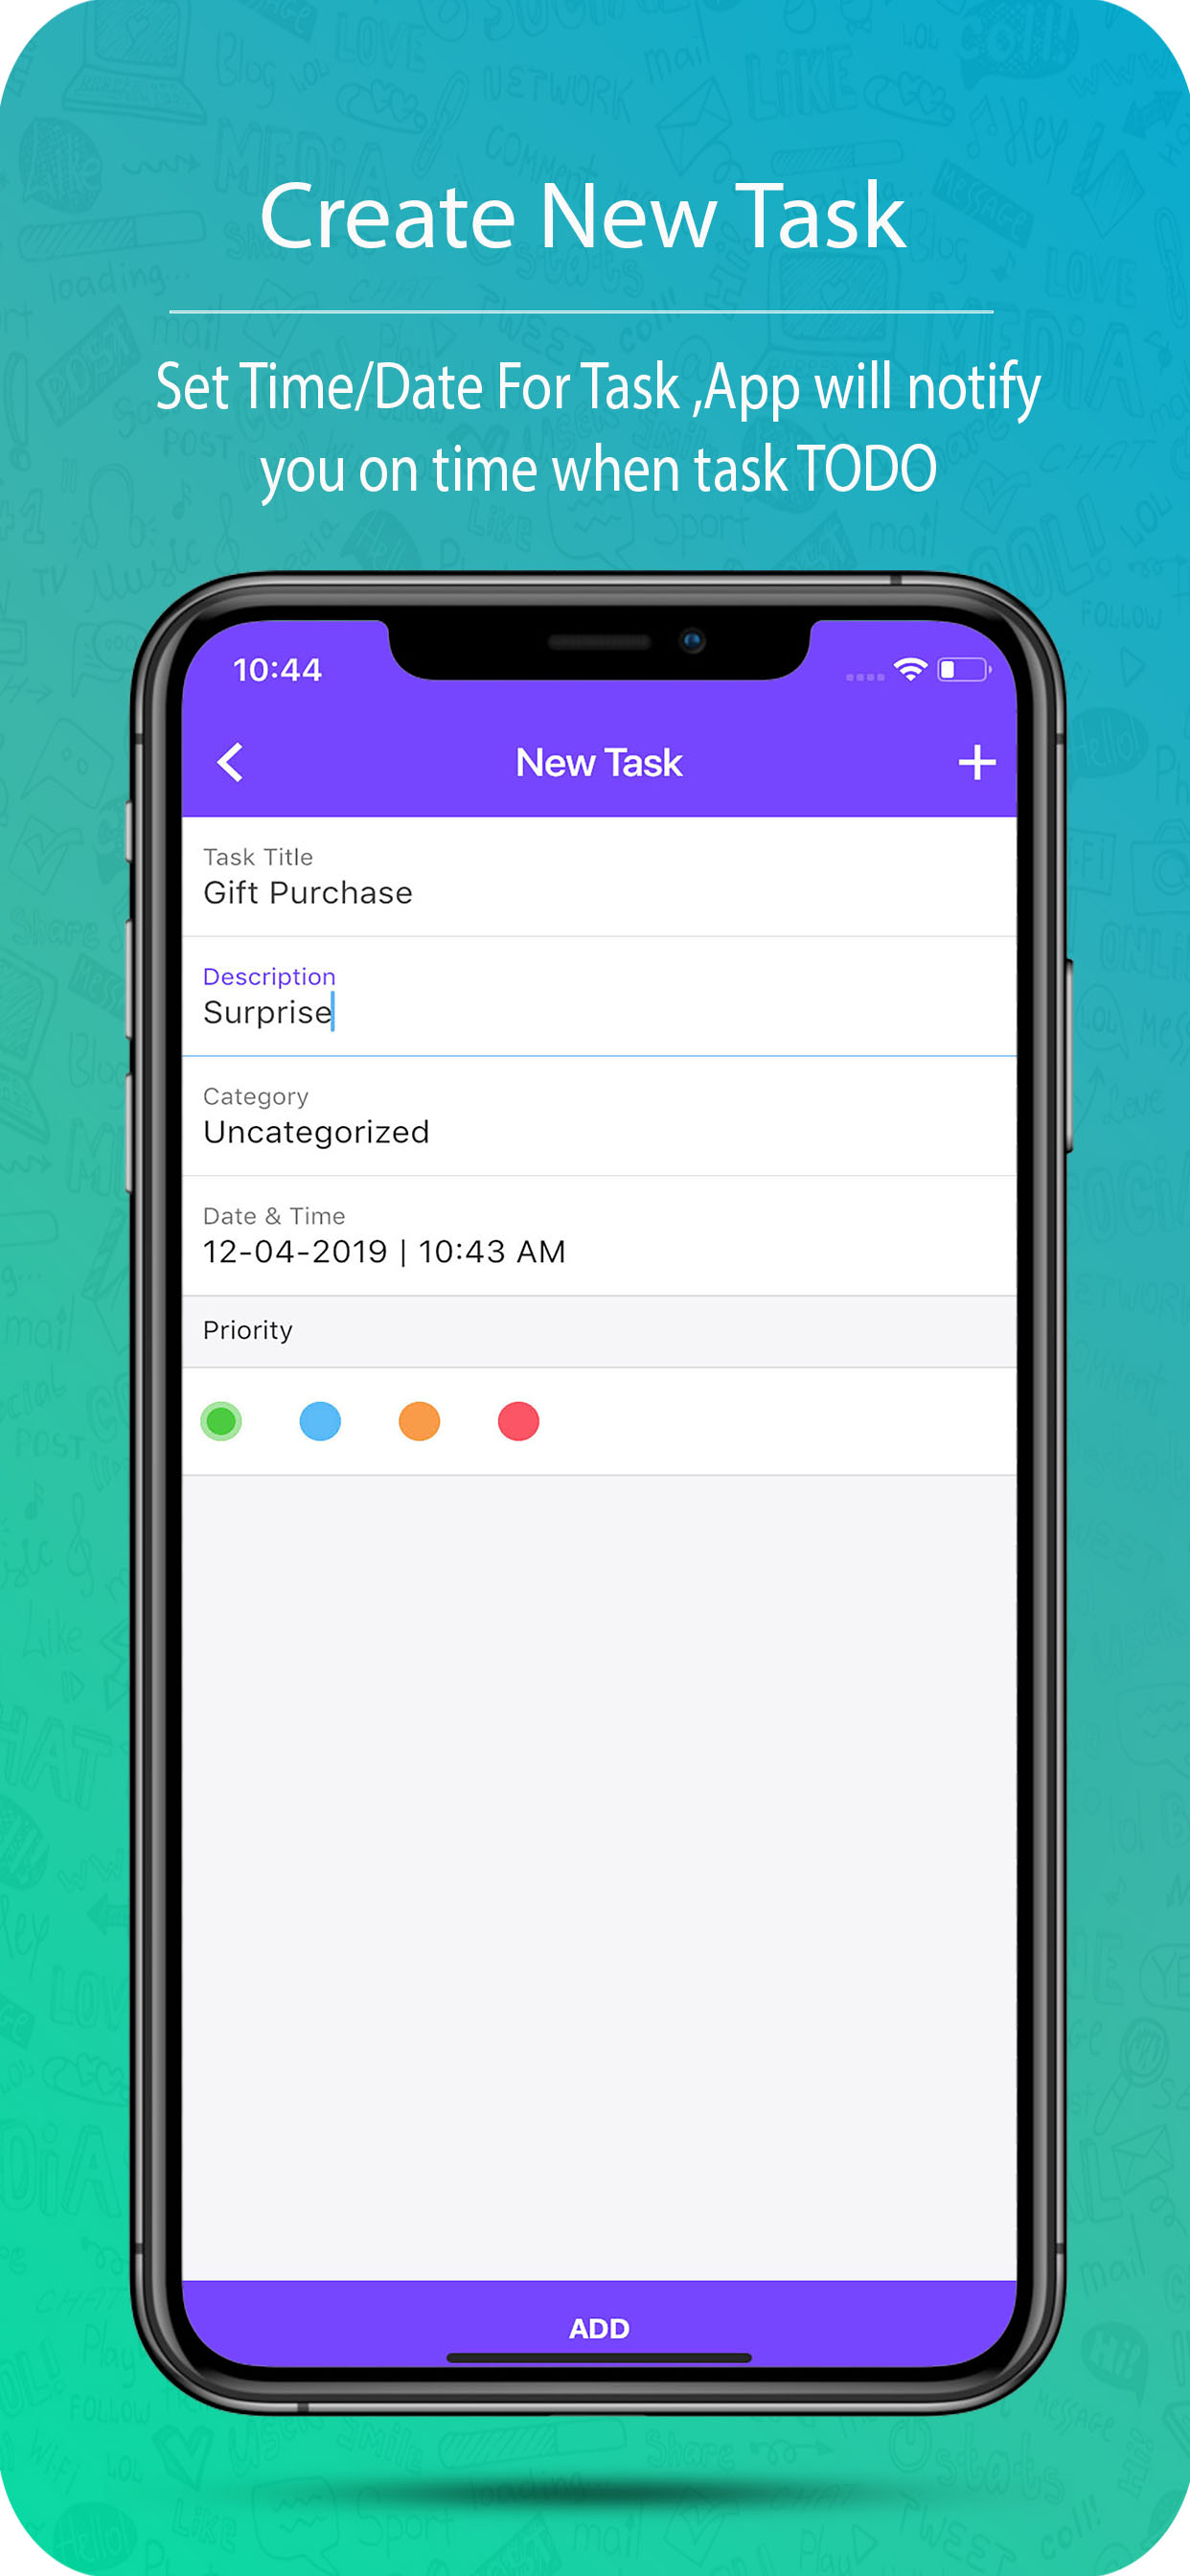 Create New Task
Set Time/Date For Task ,App will notify
you on time when task TODO
10:44
New Task
Task Title
Gift Purchase
Description
Surprise
Category
Uncategorized
Date & Time
12-04-2019 | 10:43 AM
Priority
ADD